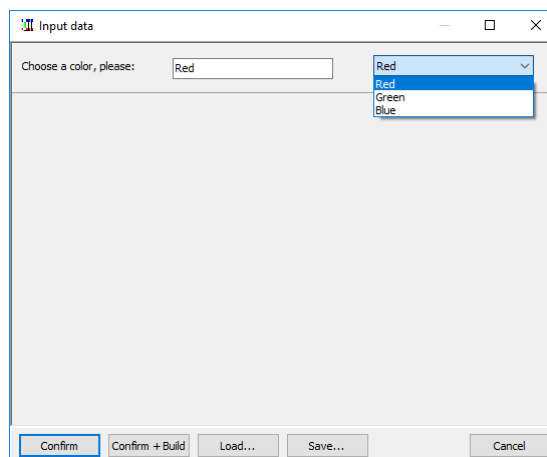 Input data
Choose a color, please: Red Red
Red
Green
Blue
Confirm Confirm + Build Load... Save... Cancel